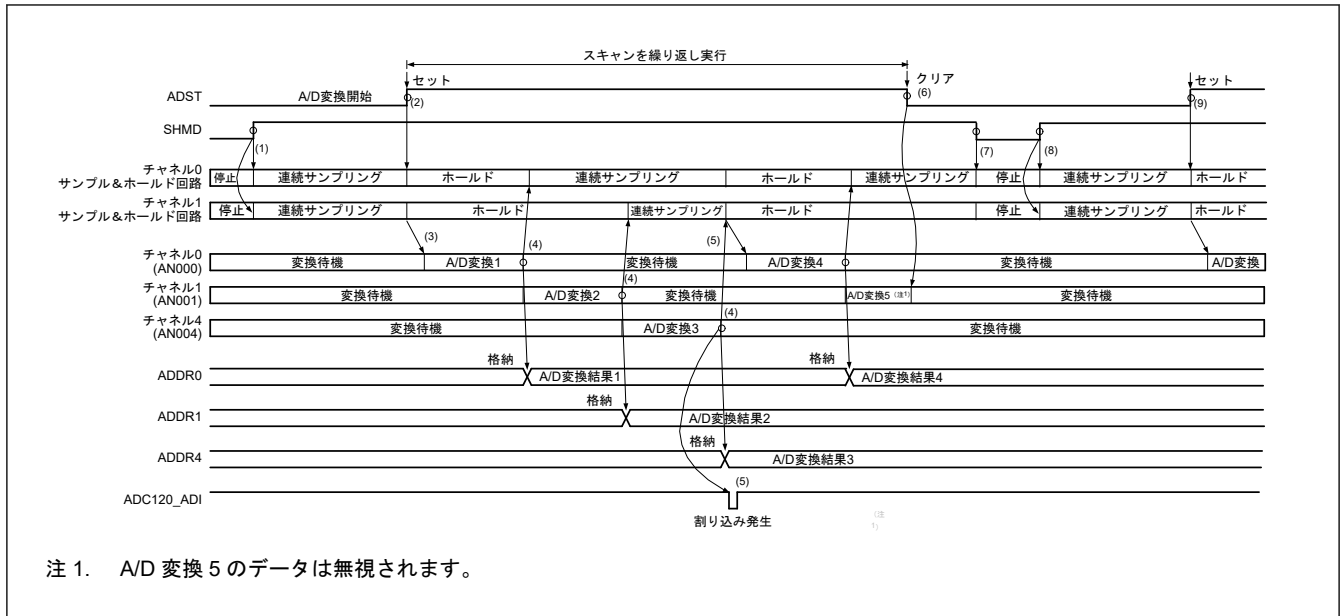 スキャンを繰り返し実行
ADST A/D変換開始 セット (2) クリア (6) セット (9)
SHMD (1) (7) (8)
チャネル0
サンプル&ホールド回路 停止 連続サンプリング ホールド 連続サンプリング ホールド 連続サンプリング 停止 連続サンプリング ホールド
チャネル1
サンプル&ホールド回路 停止 連続サンプリング ホールド 連続サンプリング ホールド 停止 連続サンプリング ホールド
(3) (4) (5)
チャネル0
(AN000) 変換待機 A/D変換1 変換待機 A/D変換4 変換待機 A/D変換
(4)
チャネル1
(AN001) 変換待機 A/D変換2 変換待機 A/D変換5 (注1) 変換待機
(4)
チャネル4
(AN004) 変換待機 A/D変換3 変換待機
格納 格納
ADDR0 A/D変換結果1 A/D変換結果4
格納
ADDR1 A/D変換結果2
格納
ADDR4 A/D変換結果3
(5)
ADC120_ADI
割り込み発生
(注
1)
注 1. A/D 変換 5 のデータは無視されます。